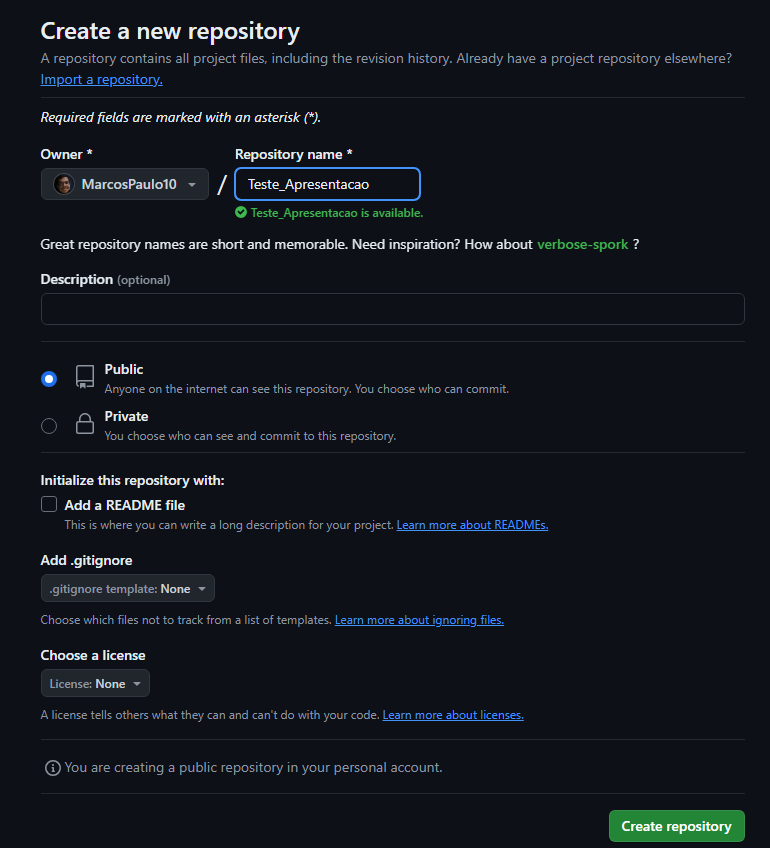 Create a new repository
A repository contains all project files, including the revision history. Already have a project repository elsewhere?
Import a repository.
Required fields are marked with an asterisk (*).
Owner * Repository name *
MarcosPaulo10 / Teste_Apresentacao
Teste_Apresentacao is available.
Great repository names are short and memorable. Need inspiration? How about verbose-spork ?
Description (optional)
Public
Anyone on the internet can see this repository. You choose who can commit.
Private
You choose who can see and commit to this repository.
Initialize this repository with:
Add a README file
This is where you can write a long description for your project. Learn more about READMEs.
Add .gitignore
.gitignore template: None
Choose which files not to track from a list of templates. Learn more about ignoring files.
Choose a license
License: None
A license tells others what they can and can't do with your code. Learn more about licenses.
You are creating a public repository in your personal account.
Create repository